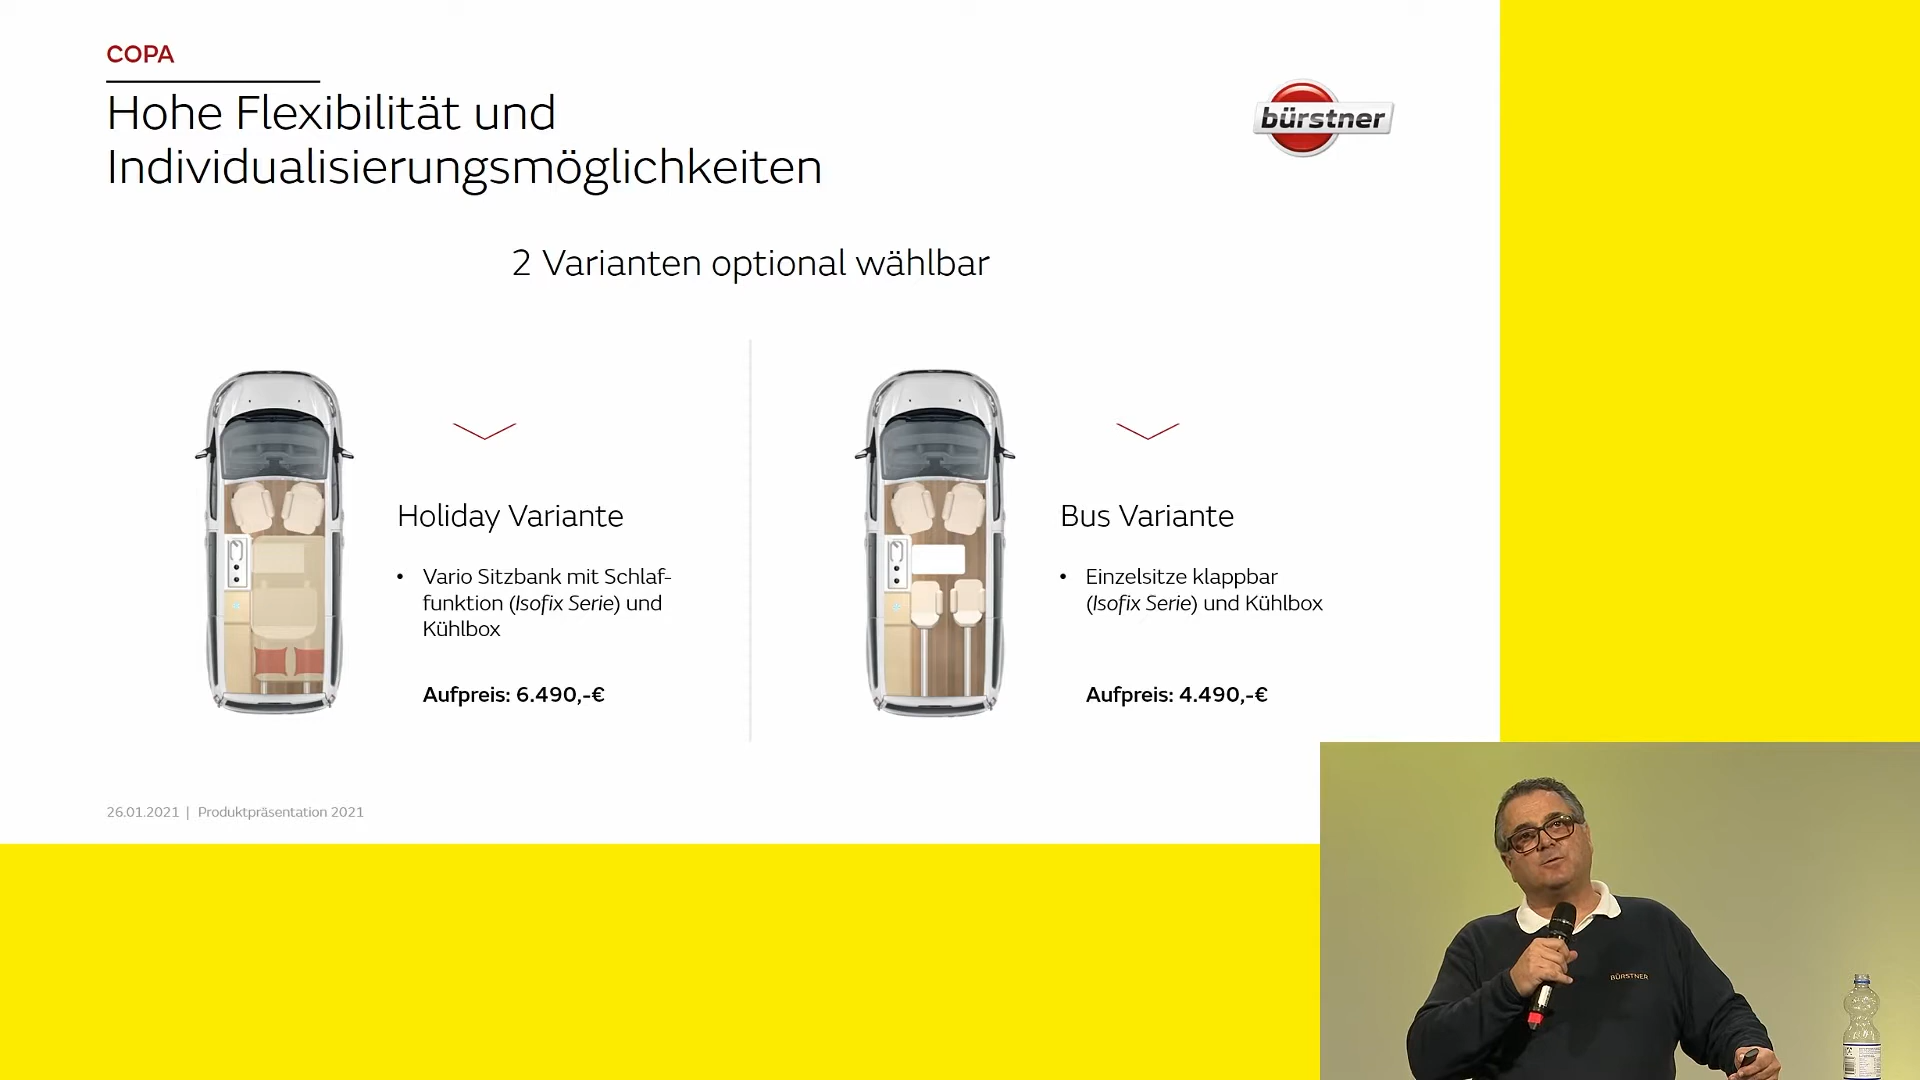 COPA
Hohe Flexibilität und
Individualisierungsmöglichkeiten
bürstner
2 Varianten optional wählbar
Holiday Variante
• Vario Sitzbank mit Schlaf-
funktion (Isofix Serie) und
Kühlbox
Aufpreis: 6.490,-€
Bus Variante
• Einzelsitze klappbar
(Isofix Serie) und Kühlbox
Aufpreis: 4.490,-€
26.01.2021 | Produktpräsentation 2021
BÜRSTNER